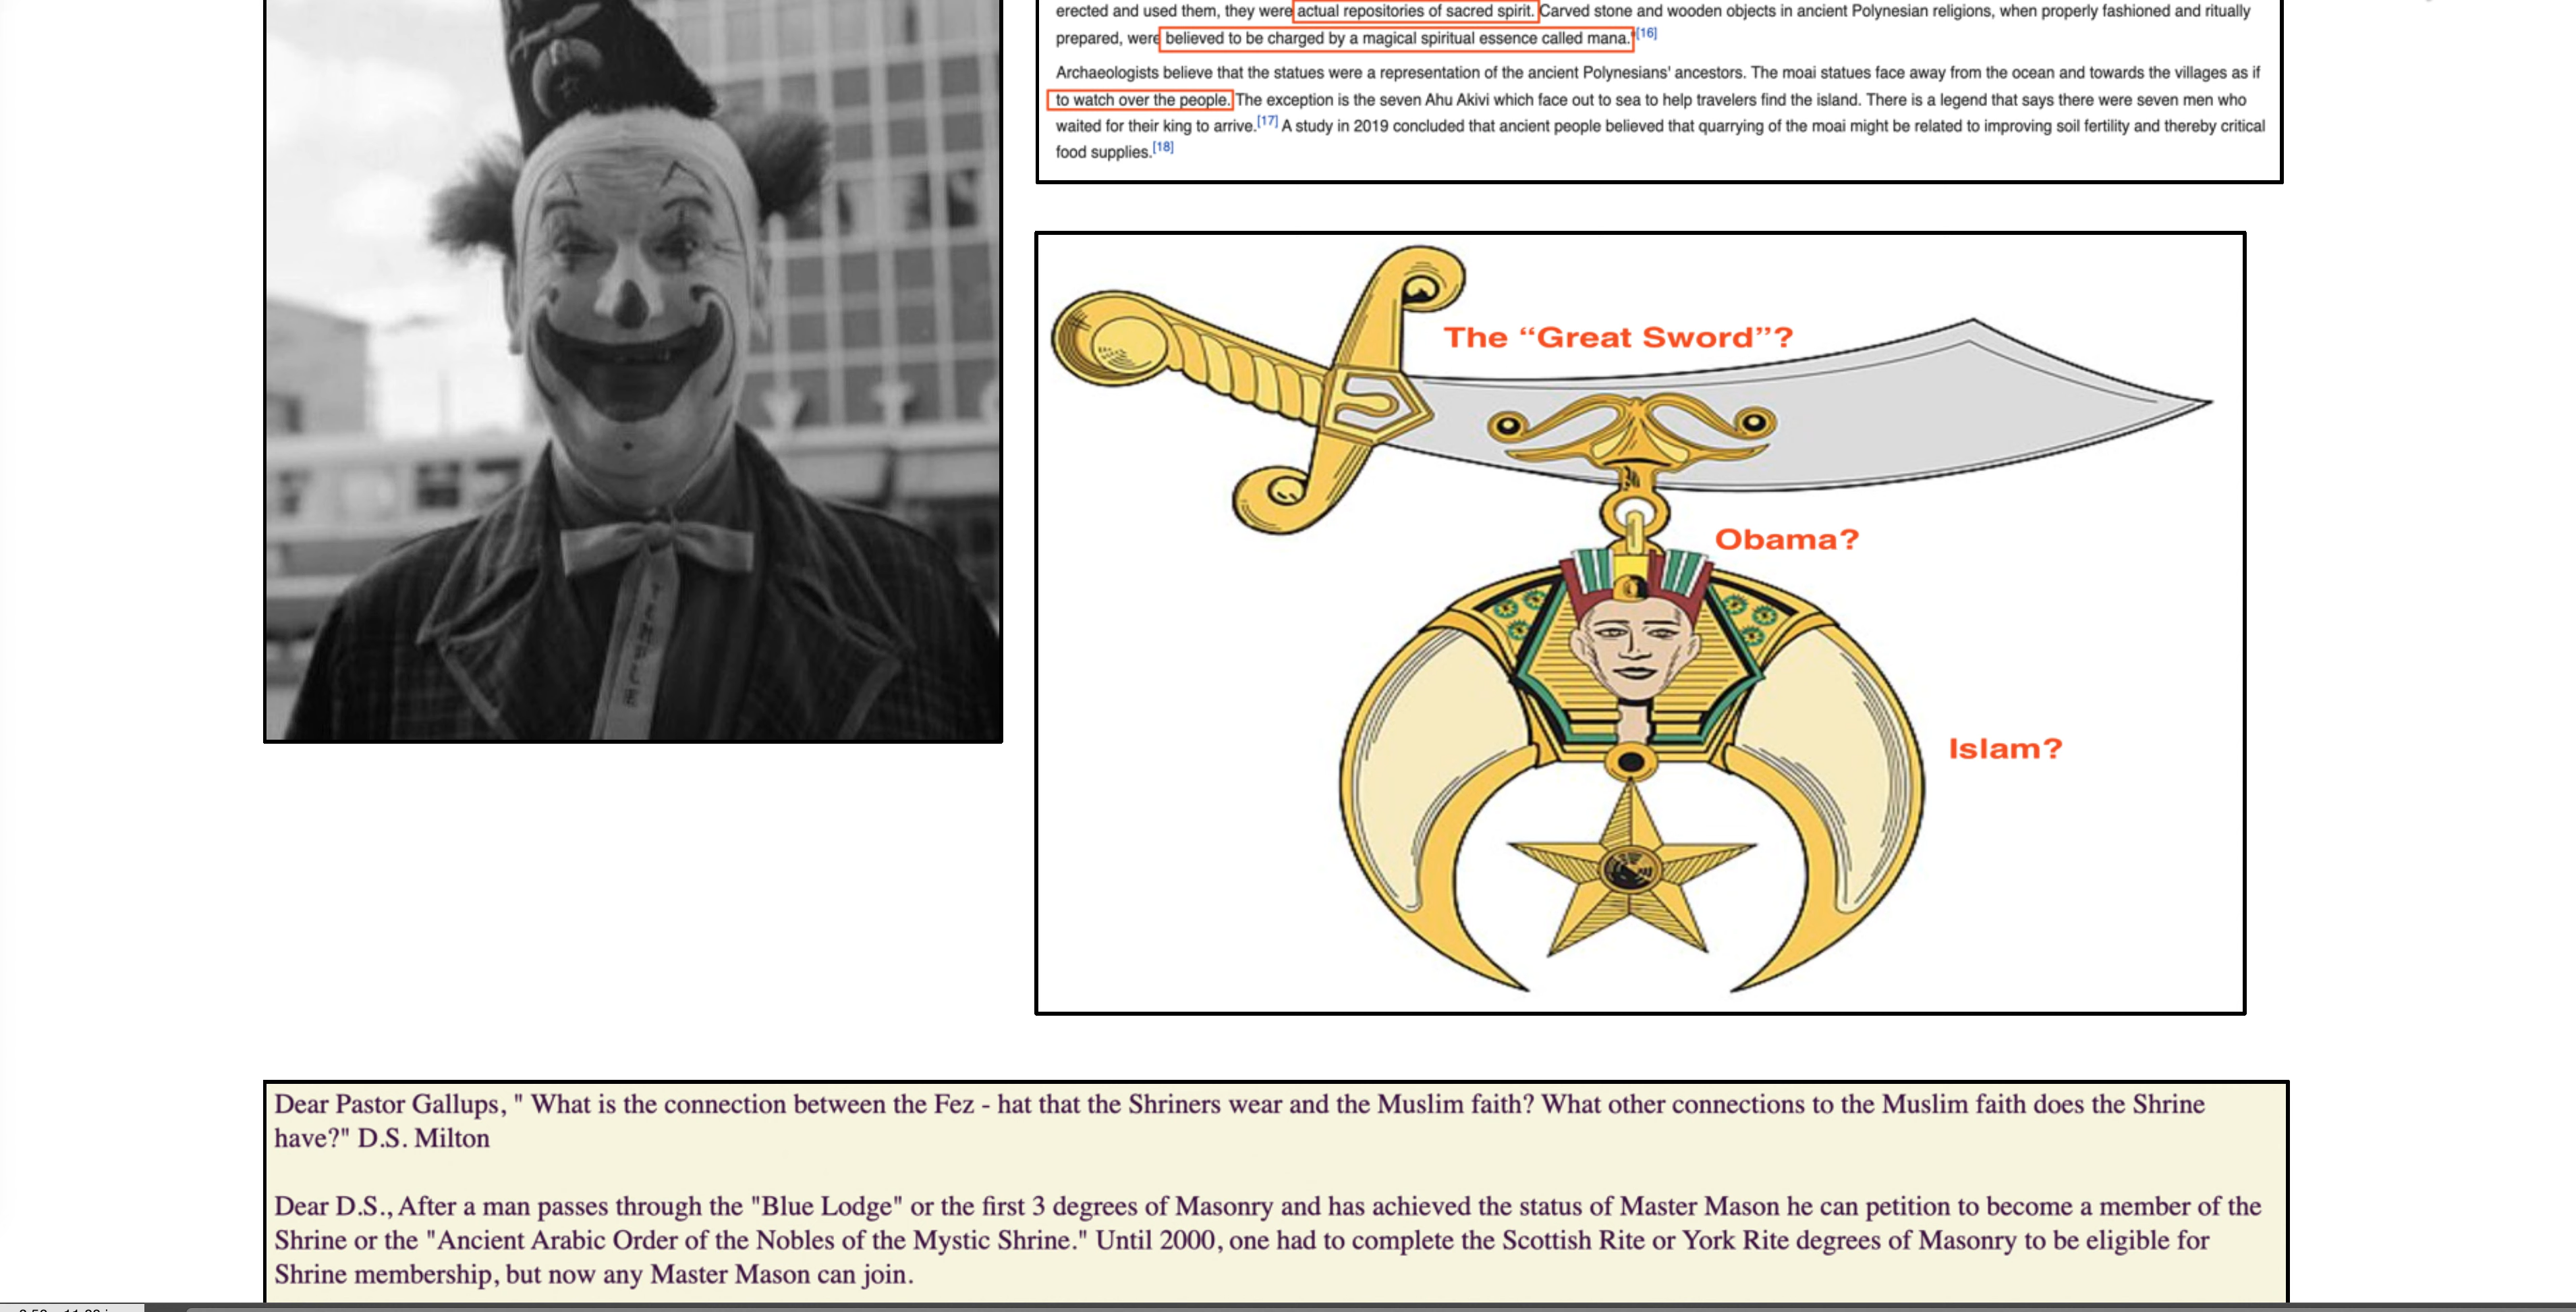 erected and used them, they were actual repositories of sacred spirit. Carved stone and wooden objects in ancient Polynesian religions, when properly fashioned and ritually
prepared, were believed to be charged by a magical spiritual essence called mana."[16]
Archaeologists believe that the statues were a representation of the ancient Polynesians' ancestors. The moai statues face away from the ocean and towards the villages as if
to watch over the people. The exception is the seven Ahu Akivi which face out to sea to help travelers find the island. There is a legend that says there were seven men who
waited for their king to arrive.[17] A study in 2019 concluded that ancient people believed that quarrying of the moai might be related to improving soil fertility and thereby critical
food supplies.[18]
The “Great Sword”?
Obama?
Islam?
Dear Pastor Gallups, " What is the connection between the Fez - hat that the Shriners wear and the Muslim faith? What other connections to the Muslim faith does the Shrine
have?" D.S. Milton
Dear D.S., After a man passes through the "Blue Lodge" or the first 3 degrees of Masonry and has achieved the status of Master Mason he can petition to become a member of the
Shrine or the "Ancient Arabic Order of the Nobles of the Mystic Shrine." Until 2000, one had to complete the Scottish Rite or York Rite degrees of Masonry to be eligible for
Shrine membership, but now any Master Mason can join.